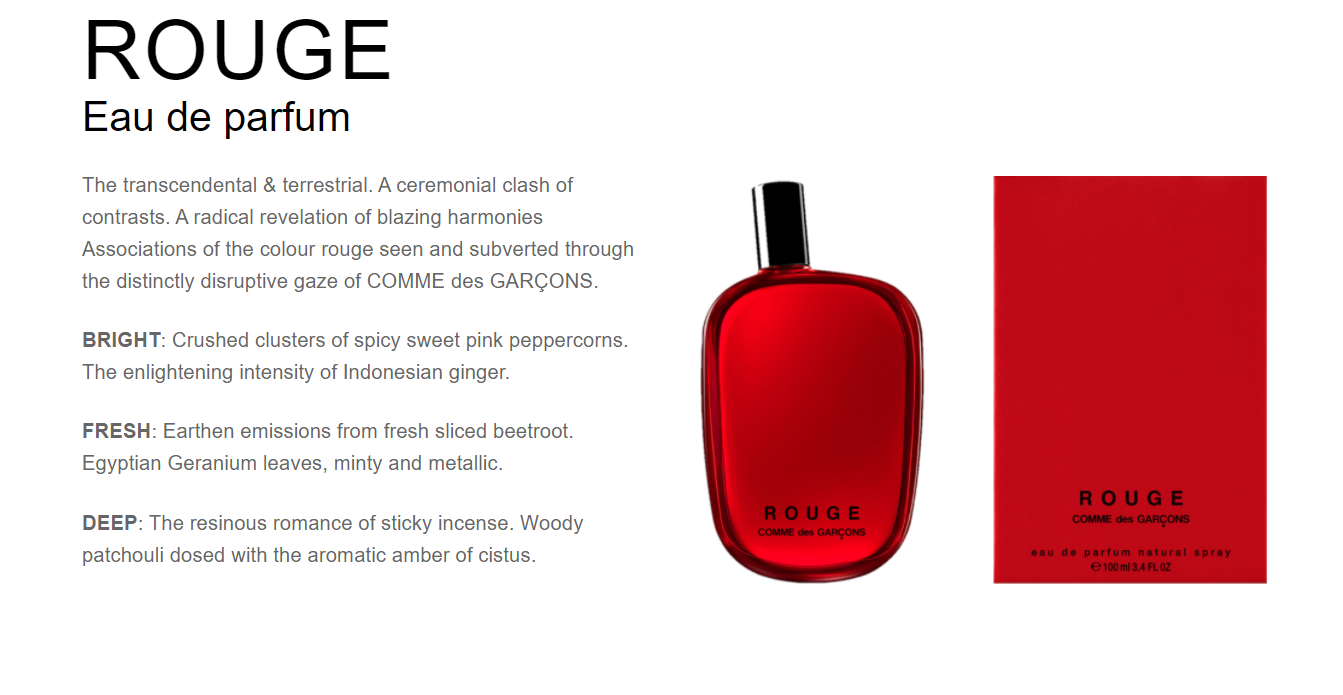 ROUGE
Eau de parfum
The transcendental & terrestrial. A ceremonial clash of
contrasts. A radical revelation of blazing harmonies
Associations of the colour rouge seen and subverted through
the distinctly disruptive gaze of COMME des GARÇONS.
BRIGHT: Crushed clusters of spicy sweet pink peppercorns.
The enlightening intensity of Indonesian ginger.
FRESH: Earthen emissions from fresh sliced beetroot.
Egyptian Geranium leaves, minty and metallic.
DEEP: The resinous romance of sticky incense. Woody
patchouli dosed with the aromatic amber of cistus.
ROUGE
COMME des GARÇONS
ROUGE
COMME des GARÇONS
eau de parfum natural spray
℮ 100 ml 3.4 FL OZ